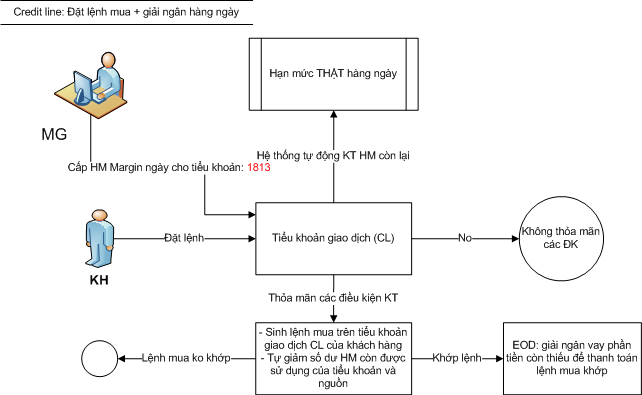 Credit line: Đặt lệnh mua + giải ngân hàng ngày
Hạn mức THẬT hàng ngày
MG
Hệ thống tự động KT HM còn lại
Cấp HM Margin ngày cho tiểu khoản: 1813
KH
Đặt lệnh
Tiểu khoản giao dịch (CL)
No
Không thỏa mãn
các ĐK
Thỏa mãn các điều kiện KT
Lệnh mua ko khớp
- Sinh lệnh mua trên tiểu khoản
giao dịch CL của khách hàng
- Tự giảm số dư HM còn được
sử dụng của tiểu khoản và
nguồn
Khớp lệnh
EOD: giải ngân vay phần
tiền còn thiếu để thanh toán
lệnh mua khớp